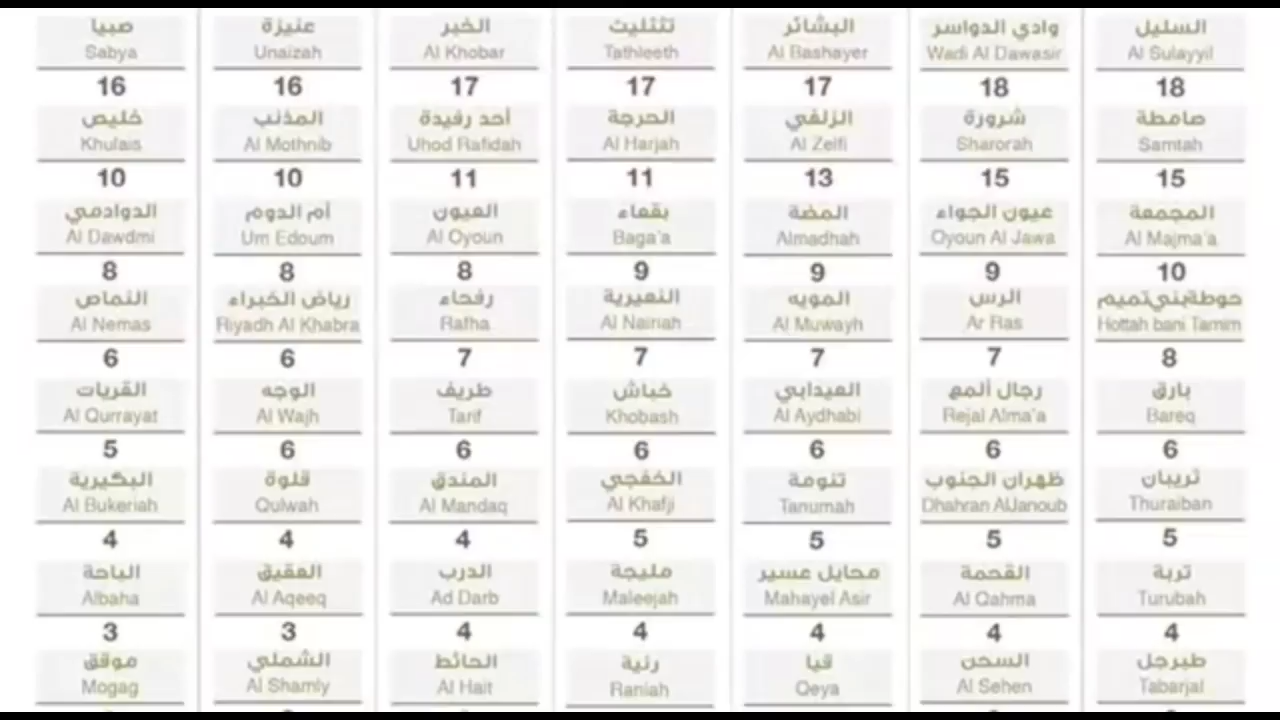 السليل
Al Sulayyil
18
وادي الدواسر
Wadi Al Dawasir
18
البشائر
Al Bashayer
17
تثليث
Tathleeth
17
الخبر
Al Khobar
17
عنيزة
Unaizah
16
صبيا
Sabya
16
صامطة
Samtah
15
شرورة
Sharorah
15
الزلفي
Al Zelfi
13
الحرجة
Al Harjah
11
أحد رفيدة
Uhod Rafidah
11
المذنب
Al Mothnib
10
خليص
Khulais
10
المجمعة
Al Majma'a
10
عيون الجواء
Oyoun Al Jawa
9
المضة
Almadhah
9
بقعاء
Baga'a
9
العيون
Al Oyoun
8
أم الدوم
Um Edoum
8
الدوادمي
Al Dawdmi
8
حوطة بني تميم
Hottah bani Tamim
8
الرس
Ar Ras
7
المويه
Al Muwayh
7
النعيرية
Al Nairiah
7
رفحاء
Rafha
7
رياض الخبراء
Riyadh Al Khabra
6
النماص
Al Nemas
6
بارق
Bareq
6
رجال ألمع
Rejal Alma'a
6
العيدابي
Al Aydhabi
6
خباش
Khobash
6
طريف
Tarif
6
الوجه
Al Wajh
6
القريات
Al Qurrayat
5
ثريبان
Thuraiban
5
ظهران الجنوب
Dhahran AlJanoub
5
تنومة
Tanumah
5
الخفجي
Al Khafji
5
المندق
Al Mandaq
4
قلوة
Qulwah
4
البكيرية
Al Bukeriah
4
تربة
Turubah
4
القحمة
Al Qahma
4
محايل عسير
Mahayel Asir
4
مليجة
Maleejah
4
الدرب
Ad Darb
4
العقيق
Al Aqeeq
3
الباحة
Albaha
3
طبرجل
Tabarjal
السحن
Al Sehen
قيا
Qeya
رنية
Raniah
الحائط
Al Hait
الشملي
Al Shamly
موقق
Mogag